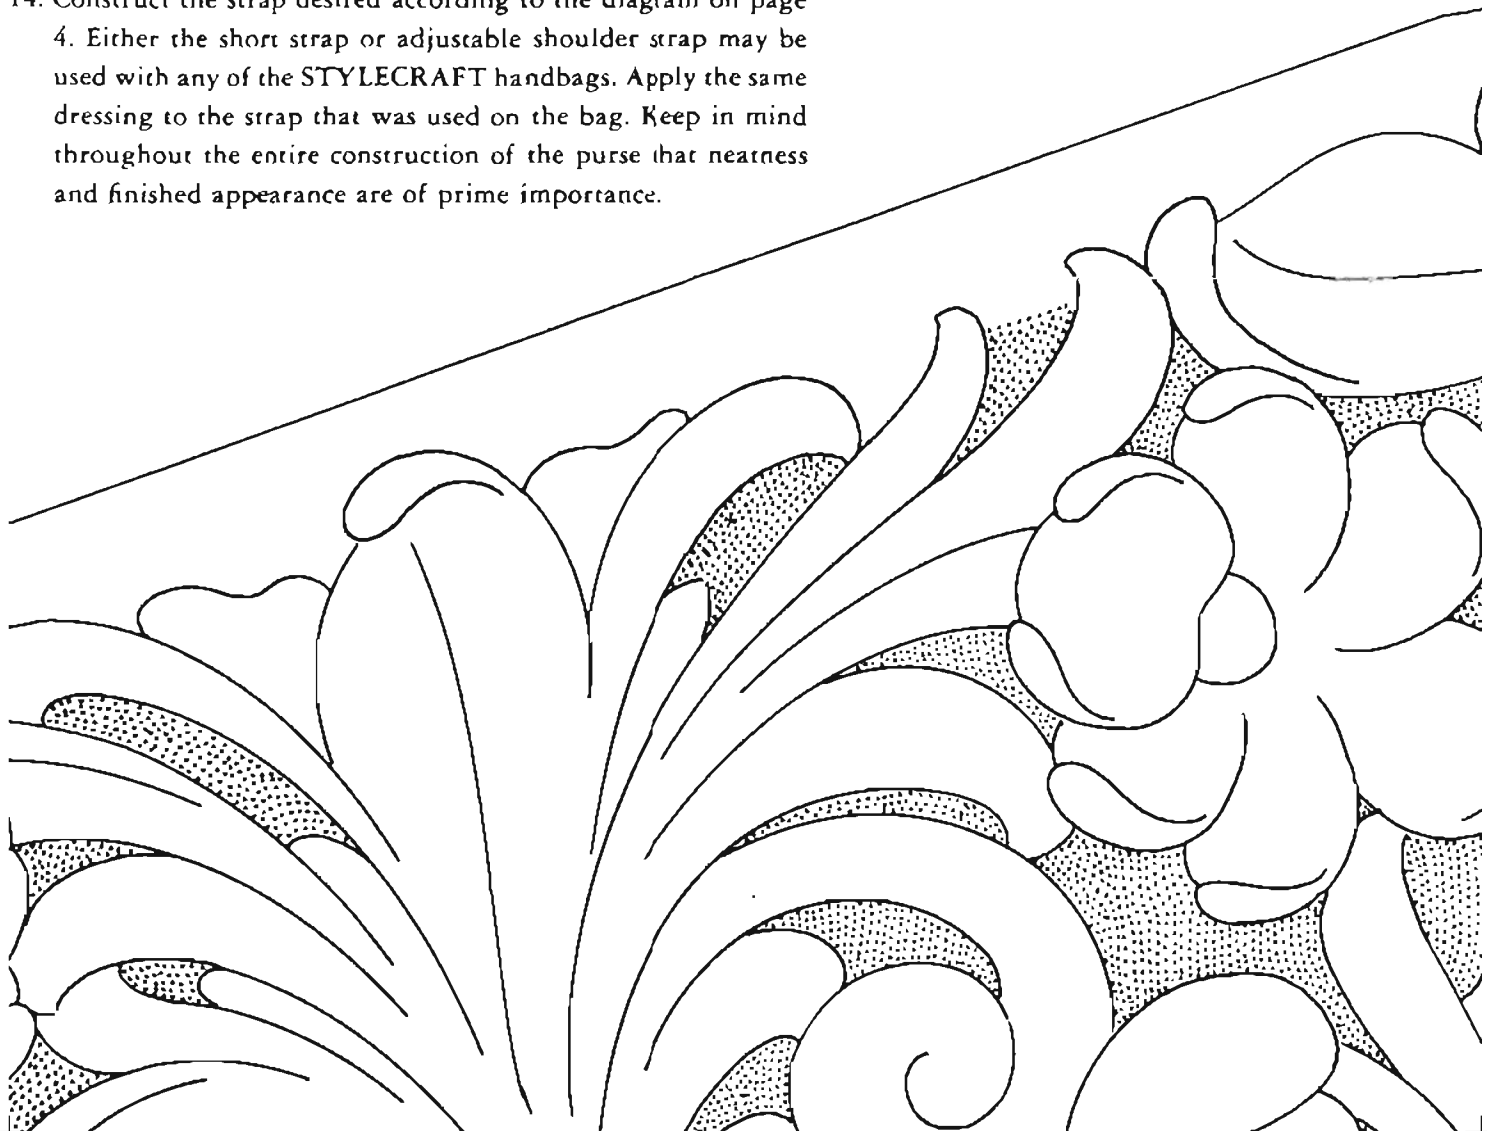 14. Construct the strap desired according to the diagram on page
4. Either the short strap or adjustable shoulder strap may be
used with any of the STYLECRAFT handbags. Apply the same
dressing to the strap that was used on the bag. Keep in mind
throughout the entire construction of the purse that neatness
and finished appearance are of prime importance.